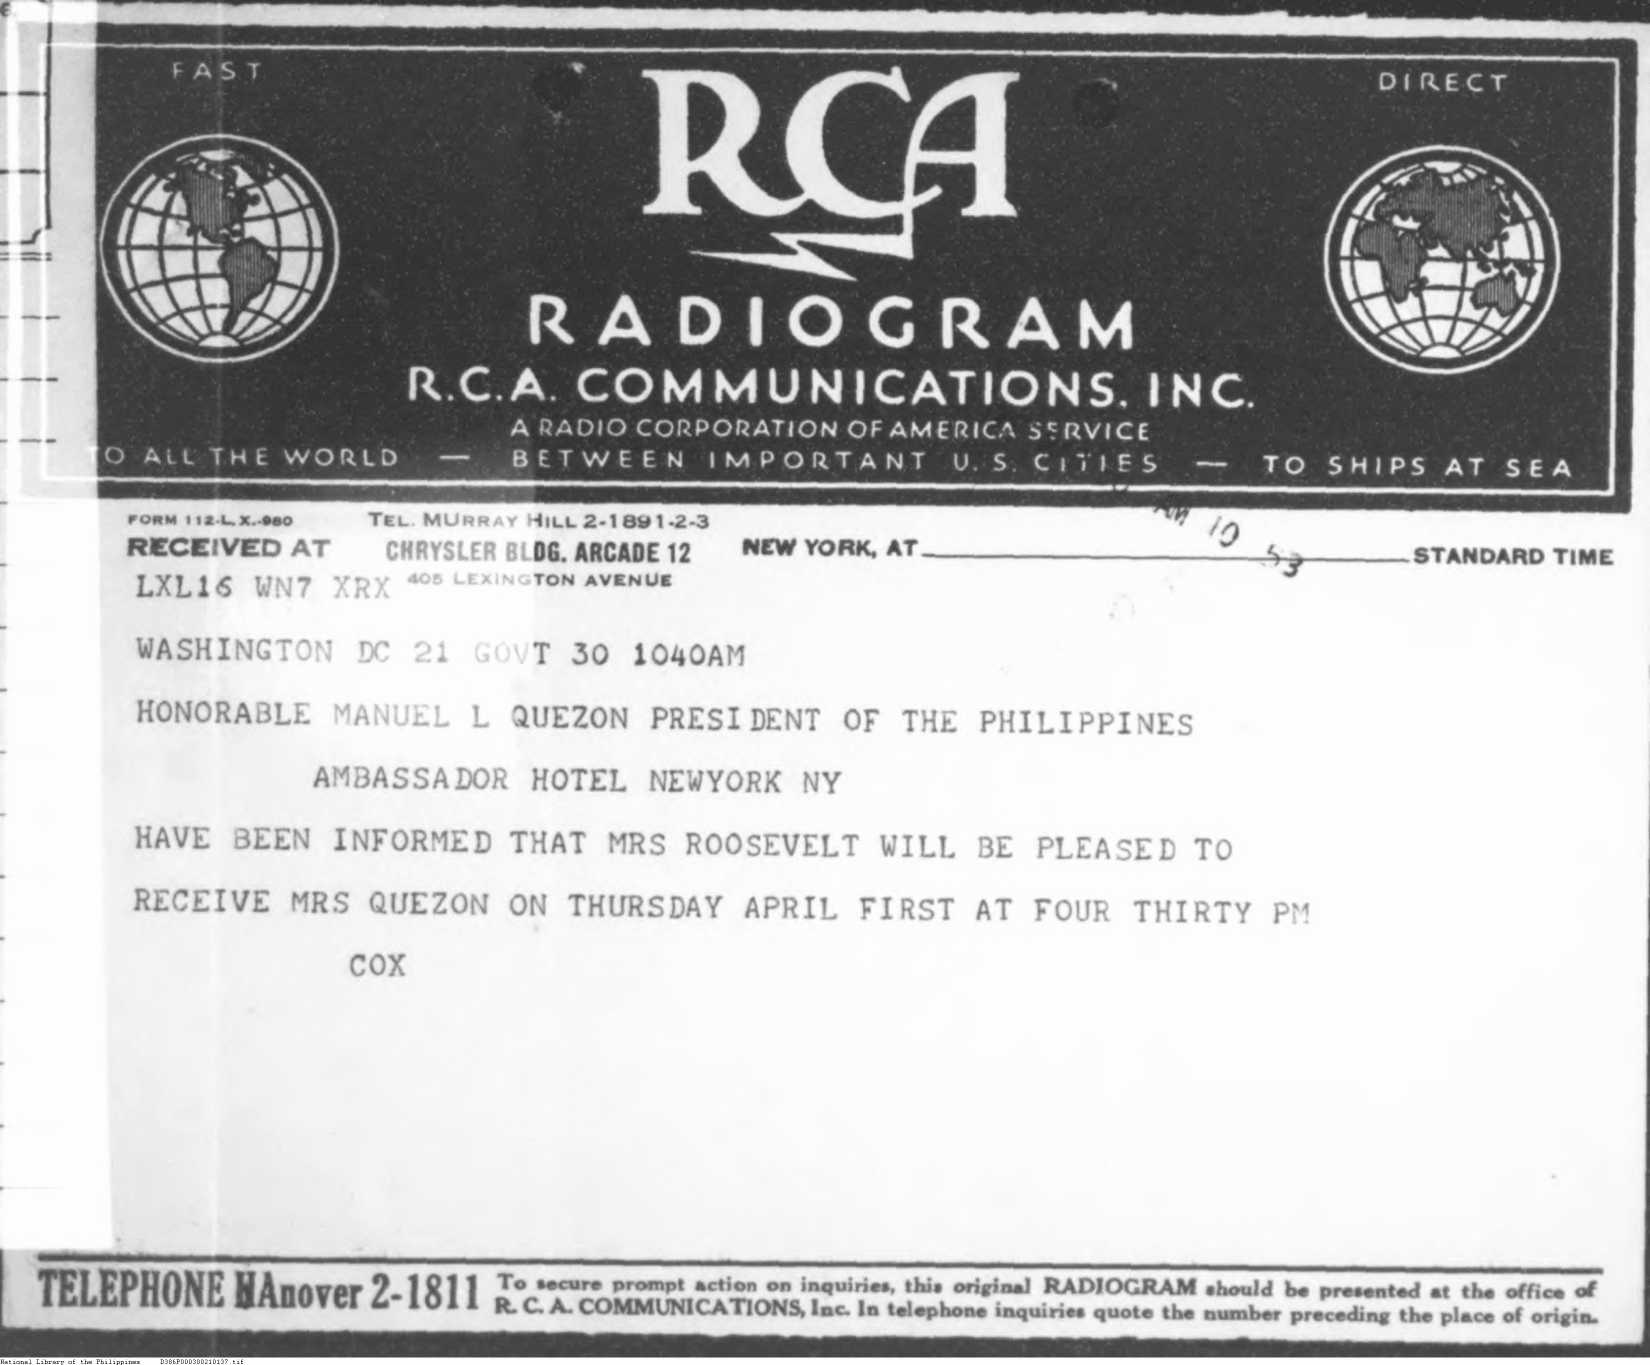 FAST
DIRECT
RCA
RADIOGRAM
R.C.A. COMMUNICATIONS, INC.
A RADIO CORPORATION OF AMERICA SERVICE
TO ALL THE WORLD — BETWEEN IMPORTANT U.S. CITIES — TO SHIPS AT SEA
FORM 112-L.X.-980 TEL. MURRAY HILL 2-1891-2-3
AM 10 53
RECEIVED AT CHRYSLER BLDG. ARCADE 12 NEW YORK, AT STANDARD TIME
405 LEXINGTON AVENUE
LXL16 WN7 XRX
WASHINGTON DC 21 GOVT 30 1040AM
HONORABLE MANUEL L QUEZON PRESIDENT OF THE PHILIPPINES
AMBASSADOR HOTEL NEWYORK NY
HAVE BEEN INFORMED THAT MRS ROOSEVELT WILL BE PLEASED TO
RECEIVE MRS QUEZON ON THURSDAY APRIL FIRST AT FOUR THIRTY PM
COX
TELEPHONE HAnover 2-1811
To secure prompt action on inquiries, this original RADIOGRAM should be presented at the office of
R. C. A. COMMUNICATIONS, Inc. In telephone inquiries quote the number preceding the place of origin.
National Library of the Philippines D386P000300210137.tif